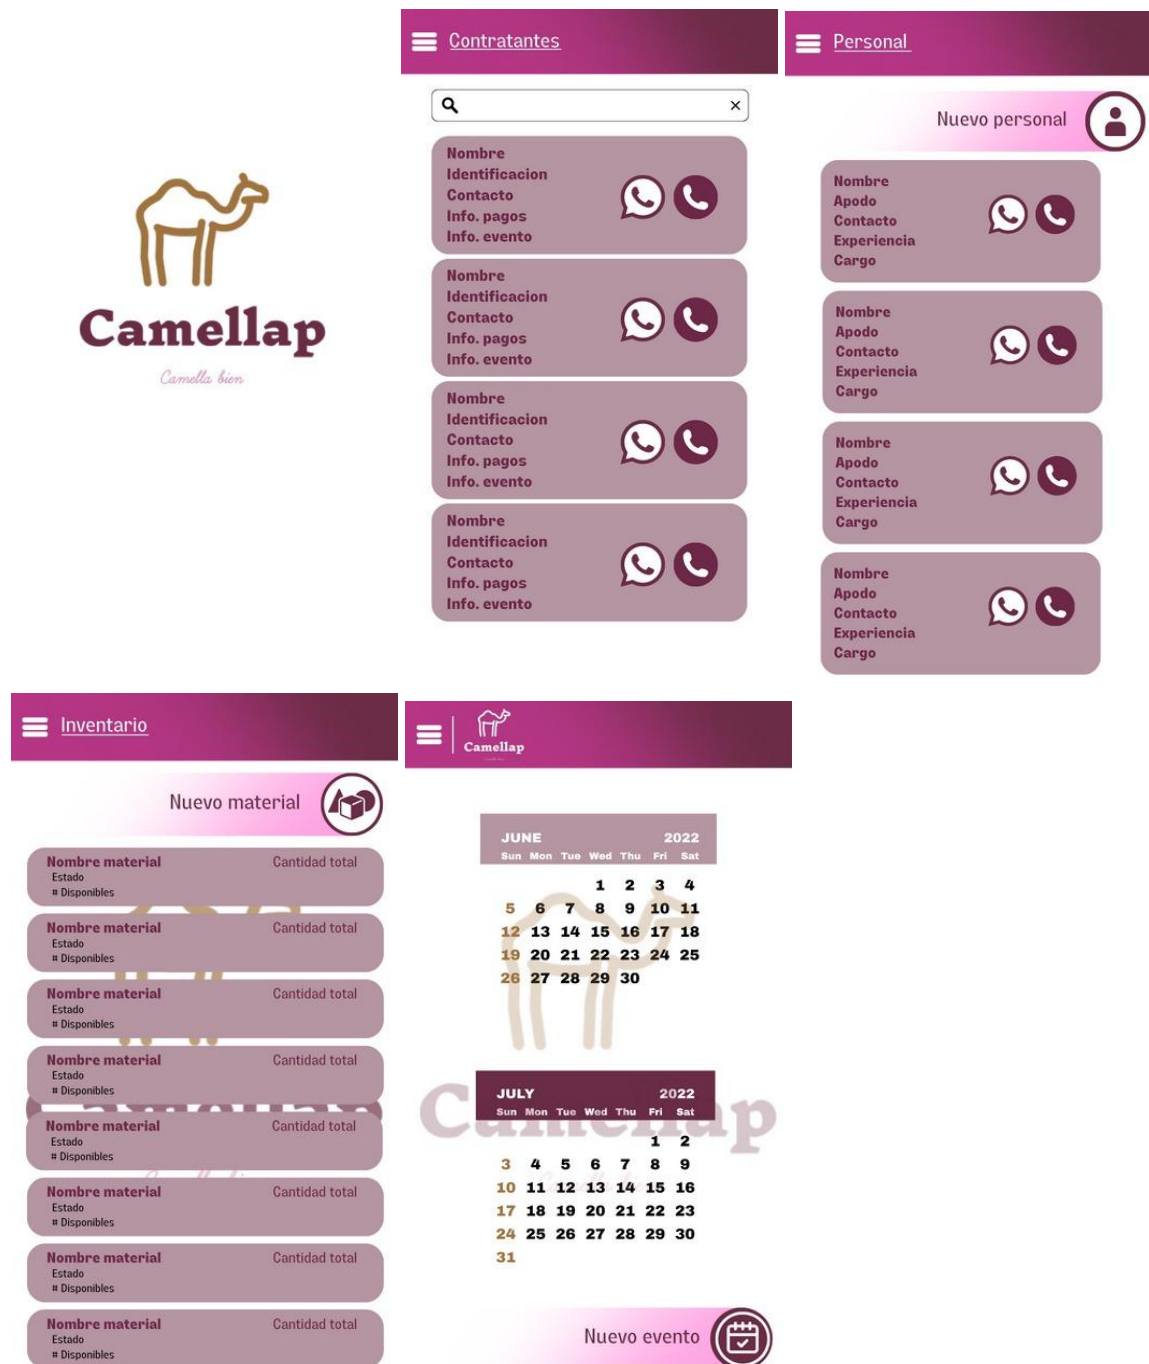 Camellap
Camella bien
Contratantes
Nombre
Identificacion
Contacto
Info. pagos
Info. evento
Nombre
Identificacion
Contacto
Info. pagos
Info. evento
Nombre
Identificacion
Contacto
Info. pagos
Info. evento
Nombre
Identificacion
Contacto
Info. pagos
Info. evento
Personal
Nuevo personal
Nombre
Apodo
Contacto
Experiencia
Cargo
Nombre
Apodo
Contacto
Experiencia
Cargo
Nombre
Apodo
Contacto
Experiencia
Cargo
Nombre
Apodo
Contacto
Experiencia
Cargo
Inventario
Nuevo material
Nombre material Cantidad total
Estado
# Disponibles
Nombre material Cantidad total
Estado
# Disponibles
Nombre material Cantidad total
Estado
# Disponibles
Nombre material Cantidad total
Estado
# Disponibles
Nombre material Cantidad total
Estado
# Disponibles
Nombre material Cantidad total
Estado
# Disponibles
Nombre material Cantidad total
Estado
# Disponibles
Nombre material Cantidad total
Estado
# Disponibles
Camellap
JUNE 2022
Sun Mon Tue Wed Thu Fri Sat
1 2 3 4
5 6 7 8 9 10 11
12 13 14 15 16 17 18
19 20 21 22 23 24 25
26 27 28 29 30
JULY 2022
Sun Mon Tue Wed Thu Fri Sat
1 2
3 4 5 6 7 8 9
10 11 12 13 14 15 16
17 18 19 20 21 22 23
24 25 26 27 28 29 30
31
Nuevo evento